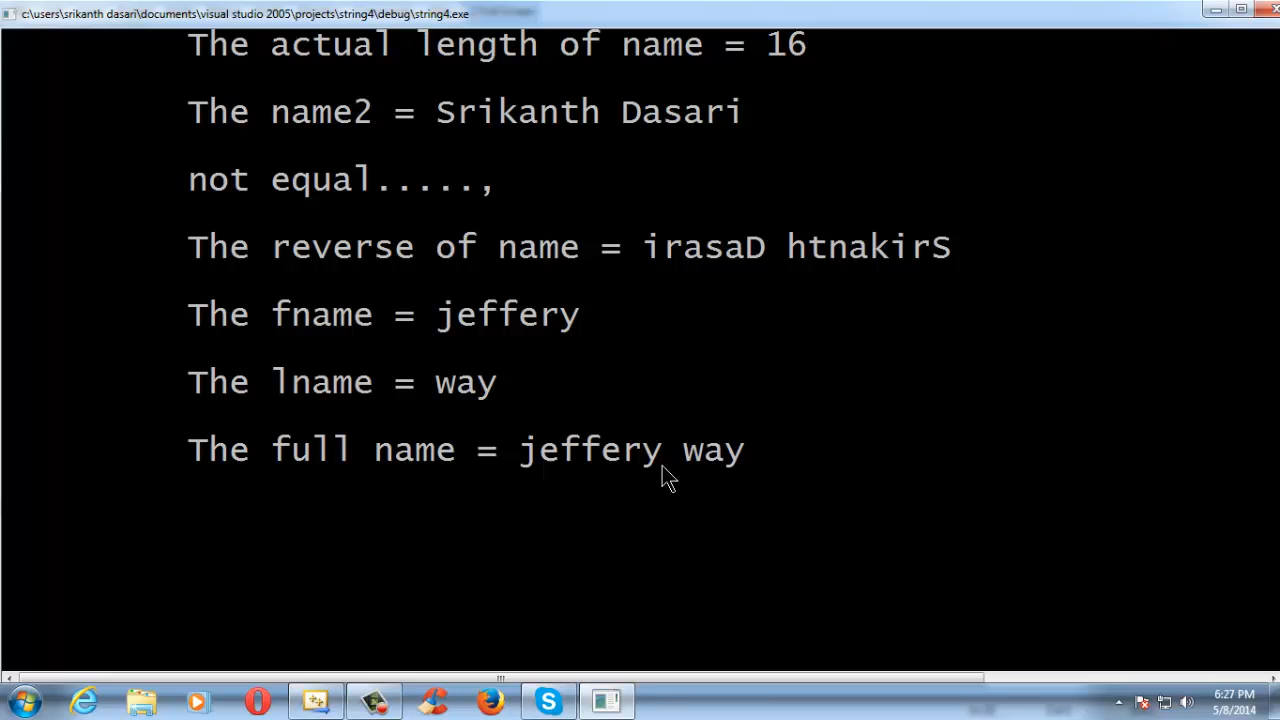 c:\users\srikanth dasari\documents\visual studio 2005\projects\string4\debug\string4.exe
The actual length of name = 16
The name2 = Srikanth Dasari
not equal.....,
The reverse of name = irasaD htnakirS
The fname = jeffery
The lname = way
The full name = jeffery way
6:27 PM
5/8/2014